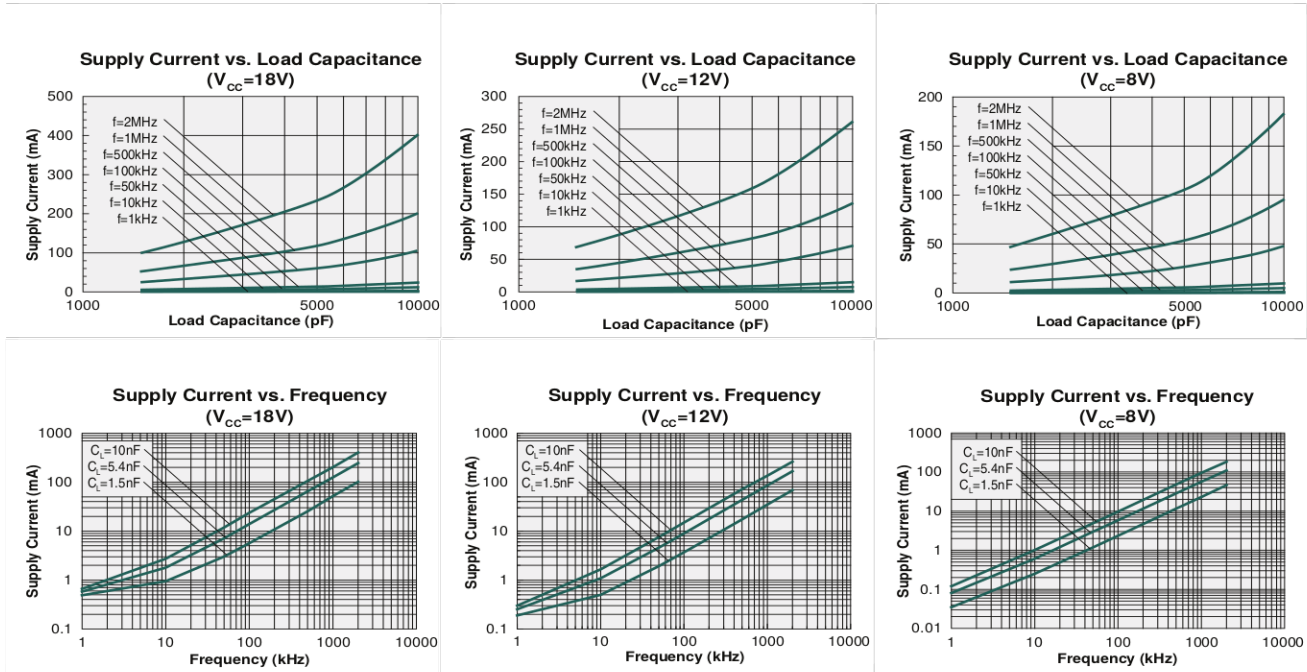 Supply Current vs. Load Capacitance
(VCC=18V)
Supply Current (mA)
500
400
300
200
100
0
f=2MHz
f=1MHz
f=500kHz
f=100kHz
f=50kHz
f=10kHz
f=1kHz
1000
5000
10000
Load Capacitance (pF)
Supply Current vs. Load Capacitance
(VCC=12V)
Supply Current (mA)
300
250
200
150
100
50
0
f=2MHz
f=1MHz
f=500kHz
f=100kHz
f=50kHz
f=10kHz
f=1kHz
1000
5000
10000
Load Capacitance (pF)
Supply Current vs. Load Capacitance
(VCC=8V)
Supply Current (mA)
200
150
100
50
0
f=2MHz
f=1MHz
f=500kHz
f=100kHz
f=50kHz
f=10kHz
f=1kHz
1000
5000
10000
Load Capacitance (pF)
Supply Current vs. Frequency
(VCC=18V)
Supply Current (mA)
1000
100
10
1
0.1
CL=10nF
CL=5.4nF
CL=1.5nF
1
10
100
1000
10000
Frequency (kHz)
Supply Current vs. Frequency
(VCC=12V)
Supply Current (mA)
1000
100
10
1
0.1
CL=10nF
CL=5.4nF
CL=1.5nF
1
10
100
1000
10000
Frequency (kHz)
Supply Current vs. Frequency
(VCC=8V)
Supply Current (mA)
1000
100
10
1
0.1
0.01
CL=10nF
CL=5.4nF
CL=1.5nF
1
10
100
1000
10000
Frequency (kHz)